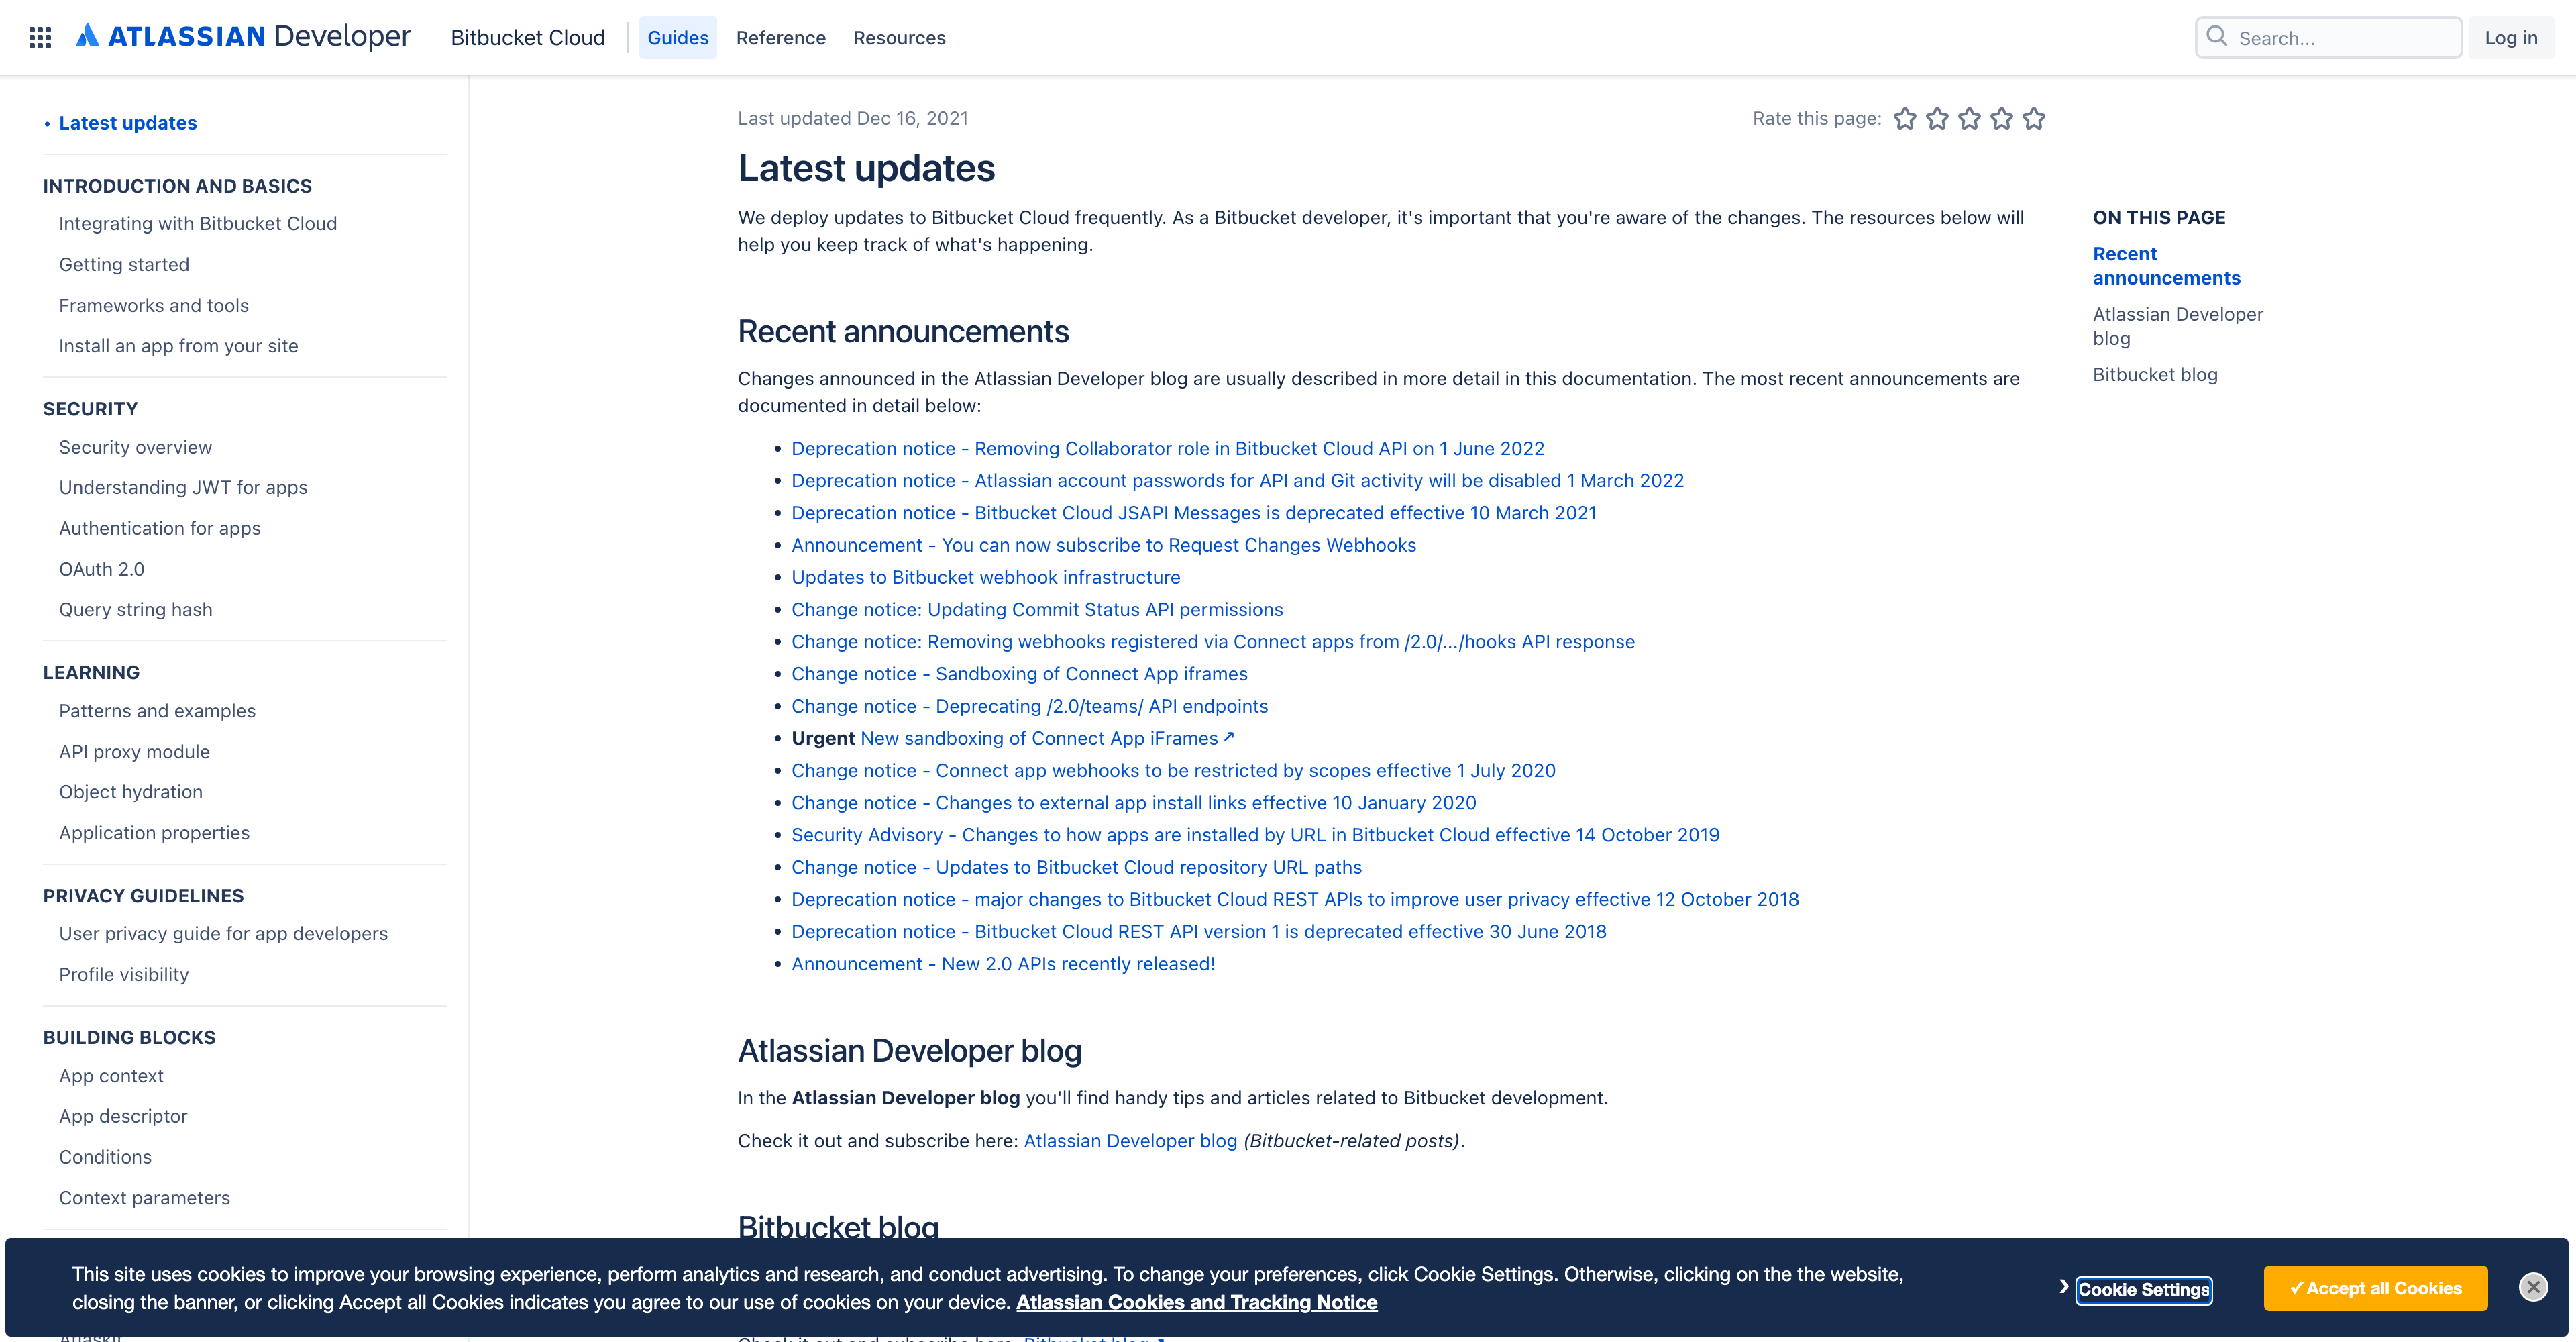 ATLASSIAN Developer
Bitbucket Cloud
Guides
Reference
Resources
Search...
Log in
• Latest updates
INTRODUCTION AND BASICS
Integrating with Bitbucket Cloud
Getting started
Frameworks and tools
Install an app from your site
SECURITY
Security overview
Understanding JWT for apps
Authentication for apps
OAuth 2.0
Query string hash
LEARNING
Patterns and examples
API proxy module
Object hydration
Application properties
PRIVACY GUIDELINES
User privacy guide for app developers
Profile visibility
BUILDING BLOCKS
App context
App descriptor
Conditions
Context parameters
Atlaskit
Last updated Dec 16, 2021
Rate this page:
Latest updates
We deploy updates to Bitbucket Cloud frequently. As a Bitbucket developer, it's important that you're aware of the changes. The resources below will
help you keep track of what's happening.
Recent announcements
Changes announced in the Atlassian Developer blog are usually described in more detail in this documentation. The most recent announcements are
documented in detail below:
• Deprecation notice - Removing Collaborator role in Bitbucket Cloud API on 1 June 2022
• Deprecation notice - Atlassian account passwords for API and Git activity will be disabled 1 March 2022
• Deprecation notice - Bitbucket Cloud JSAPI Messages is deprecated effective 10 March 2021
• Announcement - You can now subscribe to Request Changes Webhooks
• Updates to Bitbucket webhook infrastructure
• Change notice: Updating Commit Status API permissions
• Change notice: Removing webhooks registered via Connect apps from /2.0/.../hooks API response
• Change notice - Sandboxing of Connect App iframes
• Change notice - Deprecating /2.0/teams/ API endpoints
• Urgent New sandboxing of Connect App iFrames ↗
• Change notice - Connect app webhooks to be restricted by scopes effective 1 July 2020
• Change notice - Changes to external app install links effective 10 January 2020
• Security Advisory - Changes to how apps are installed by URL in Bitbucket Cloud effective 14 October 2019
• Change notice - Updates to Bitbucket Cloud repository URL paths
• Deprecation notice - major changes to Bitbucket Cloud REST APIs to improve user privacy effective 12 October 2018
• Deprecation notice - Bitbucket Cloud REST API version 1 is deprecated effective 30 June 2018
• Announcement - New 2.0 APIs recently released!
Atlassian Developer blog
In the Atlassian Developer blog you'll find handy tips and articles related to Bitbucket development.
Check it out and subscribe here: Atlassian Developer blog (Bitbucket-related posts).
Bitbucket blog
Check it out and subscribe here: Bitbucket blog ↗
ON THIS PAGE
Recent
announcements
Atlassian Developer
blog
Bitbucket blog
This site uses cookies to improve your browsing experience, perform analytics and research, and conduct advertising. To change your preferences, click Cookie Settings. Otherwise, clicking on the the website,
closing the banner, or clicking Accept all Cookies indicates you agree to our use of cookies on your device. Atlassian Cookies and Tracking Notice
Cookie Settings
✓Accept all Cookies